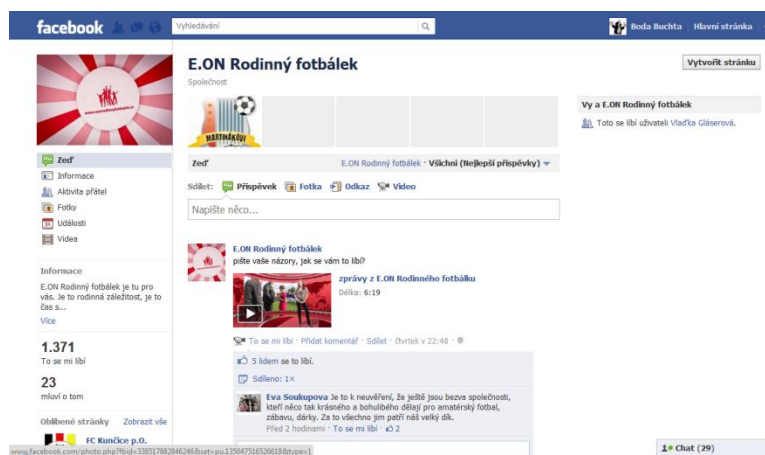 facebook
Vyhledávání
Boda Buchta Hlavní stránka
E.ON Rodinný fotbálek
Společnost
Vytvořit stránku
MARTINÁKOVI
Vy a E.ON Rodinný fotbálek
Toto se líbí uživateli Vlaďka Gláserová.
Zeď
Informace
Aktivita přátel
Fotky
Události
Videa
Zeď
E.ON Rodinný fotbálek · Všichni (Nejlepší příspěvky)
Sdílet: Příspěvek Fotka Odkaz Video
Napište něco...
Informace
E.ON Rodinný fotbálek je tu pro
vás. Je to rodinná záležitost, je to
čas s...
Více
1.371
To se mi líbí
23
mluví o tom
Oblíbené stránky Zobrazit vše
FC Kunčice p.O.
E.ON Rodinný fotbálek
pište vaše názory, jak se vám to líbí?
zprávy z E.ON Rodinného fotbálku
Délka: 6:19
To se mi líbí · Přidat komentář · Sdílet · čtvrtek v 22:48 ·
5 lidem se to líbí.
Sdíleno: 1×
Eva Soukupova Je to k neuvěření, že ještě jsou bezva společnosti,
kteří něco tak krásného a bohulibého dělají pro amatérský fotbal,
zábavu, dárky. Za to všechno jim patří náš velký dík.
Před 2 hodinami · To se mi líbí · 2
Chat (29)